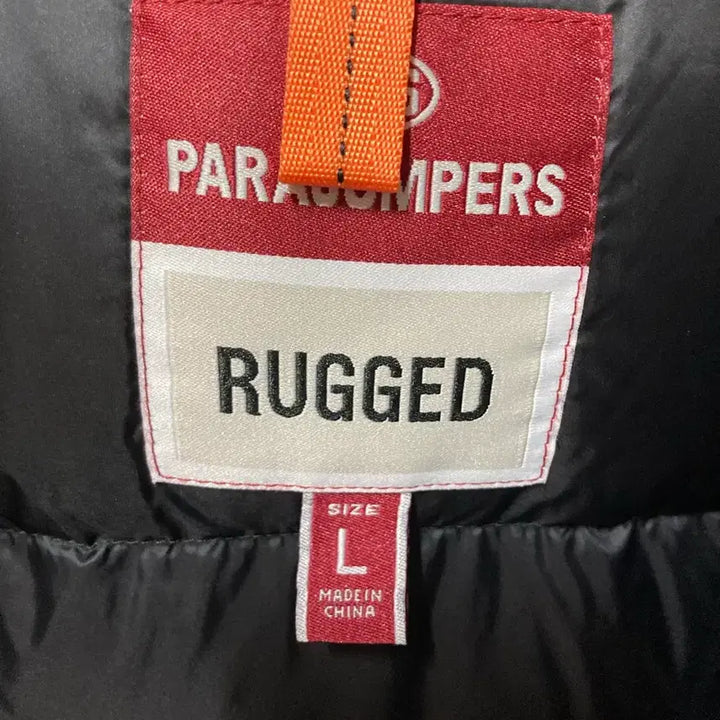 PARAJUMPERS
RUGGED
SIZE
L
MADE IN
CHINA